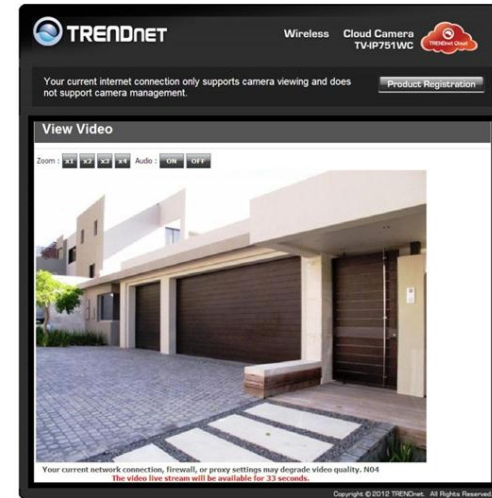 TRENDNET
Wireless Cloud Camera
TV-IP751WC
TRENDnet Cloud
Your current internet connection only supports camera viewing and does
not support camera management.
Product Registration
View Video
Zoom : x1 x2 x3 x4 Audio : ON OFF
Your current network connection, firewall, or proxy settings may degrade video quality. N04
The video live stream will be available for 33 seconds.
Copyright © 2012 TRENDnet. All Rights Reserved